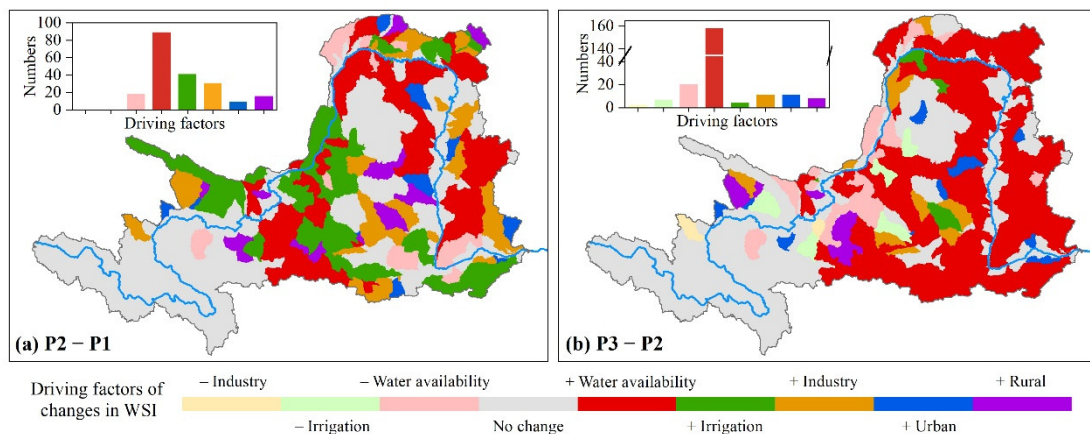 100
80
60
40
20
0
Numbers
Driving factors
(a) P2 − P1
160
140
40
20
0
Numbers
Driving factors
(b) P3 − P2
Driving factors of
changes in WSI
− Industry
− Water availability
+ Water availability
+ Industry
+ Rural
− Irrigation
No change
+ Irrigation
+ Urban